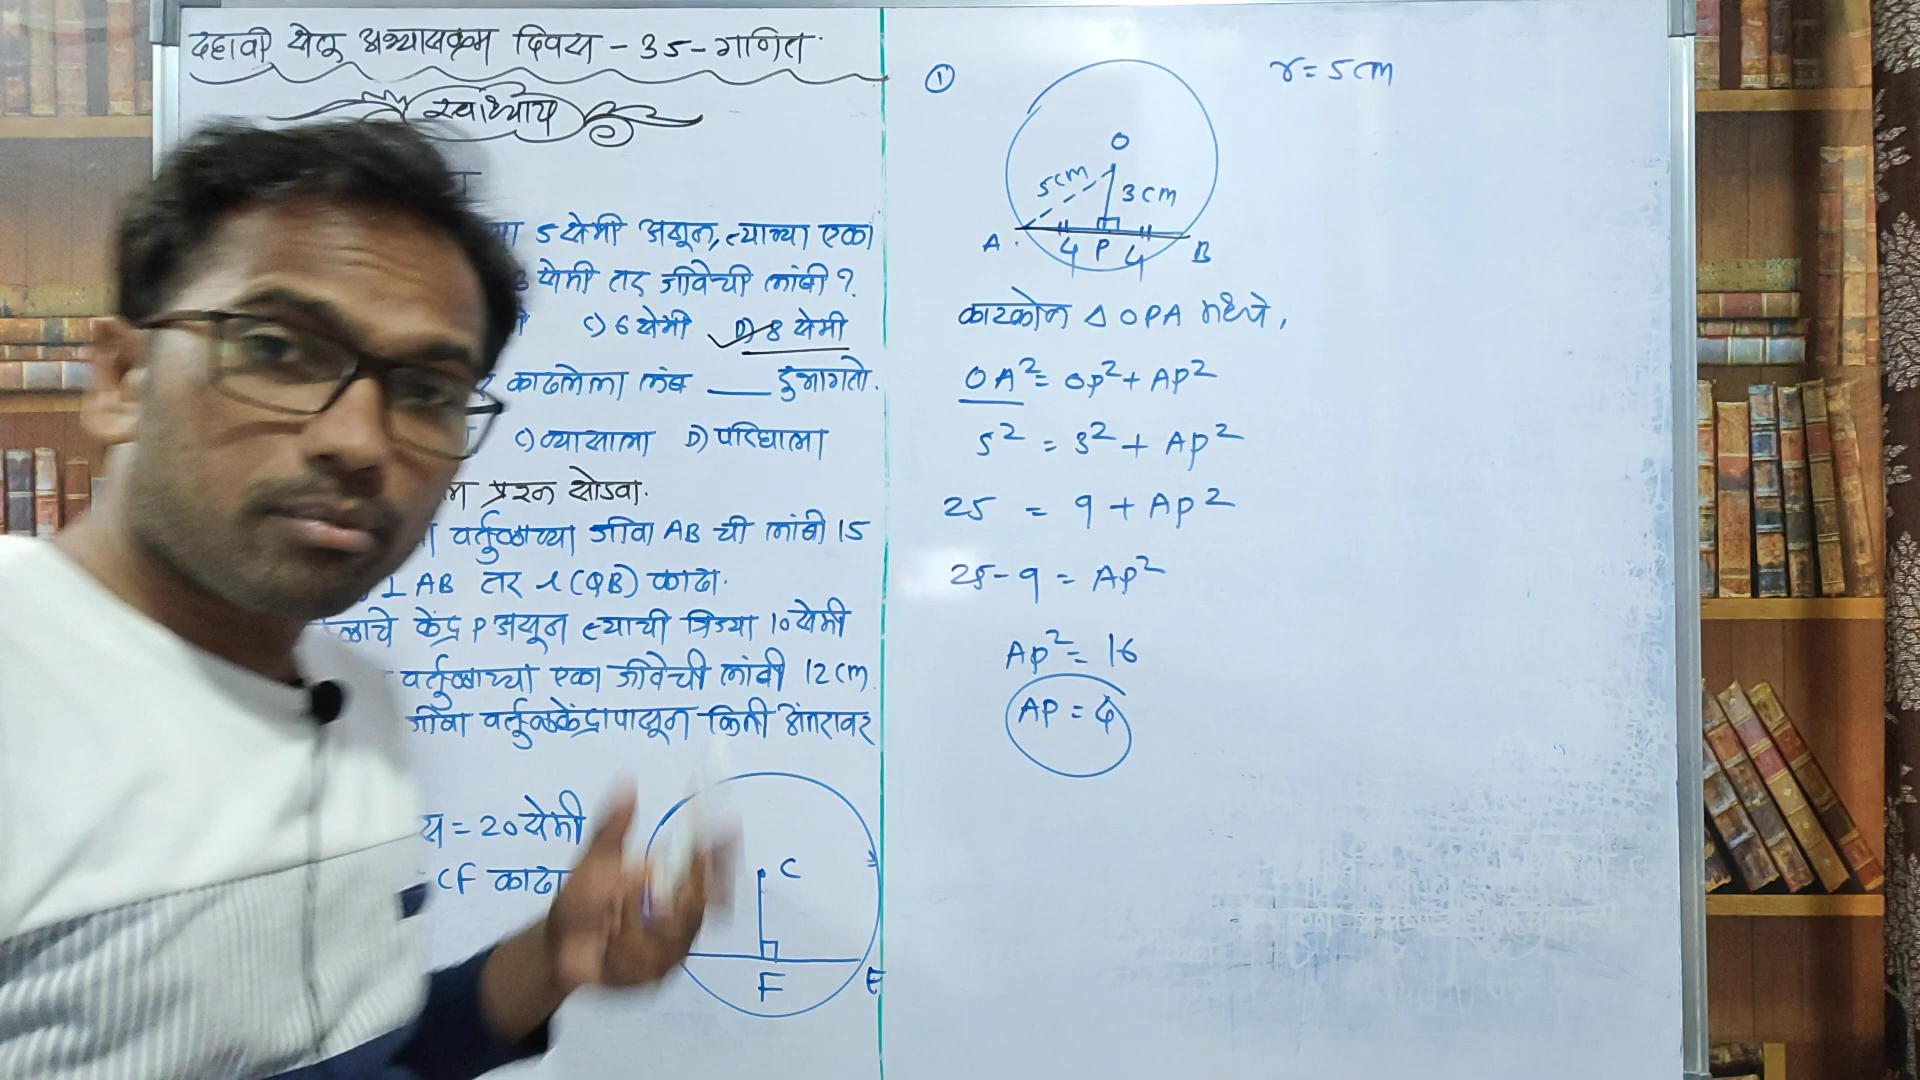 दहावी सेतू अभ्यासक्रम दिवस - 35 - गणित.
स्वाध्याय
5 सेमी असून, त्याच्या एका
3 सेमी तर जीवेची लांबी ?
C) 6 सेमी D) 8 सेमी
काढलेला लंब ___ दुभागतो.
C) व्यासाला D) परिघाला
प्रश्न सोडवा.
वर्तुळाच्या जीवा AB ची लांबी 15
⊥ AB तर l (QB) काढा.
केंद्र P असून त्याची त्रिज्या 10 सेमी
वर्तुळाच्या एका जीवेची लांबी 12 cm
जीवा वर्तुळकेंद्रापासून किती अंतरावर
= 20 सेमी
CF काढा
C
F
E
①
r = 5 cm
O
5 cm
3 cm
A
4 P 4
B
काटकोन △ OPA मध्ये,
OA² = OP² + AP²
5² = 3² + AP²
25 = 9 + AP²
25 - 9 = AP²
AP² = 16
AP = 4